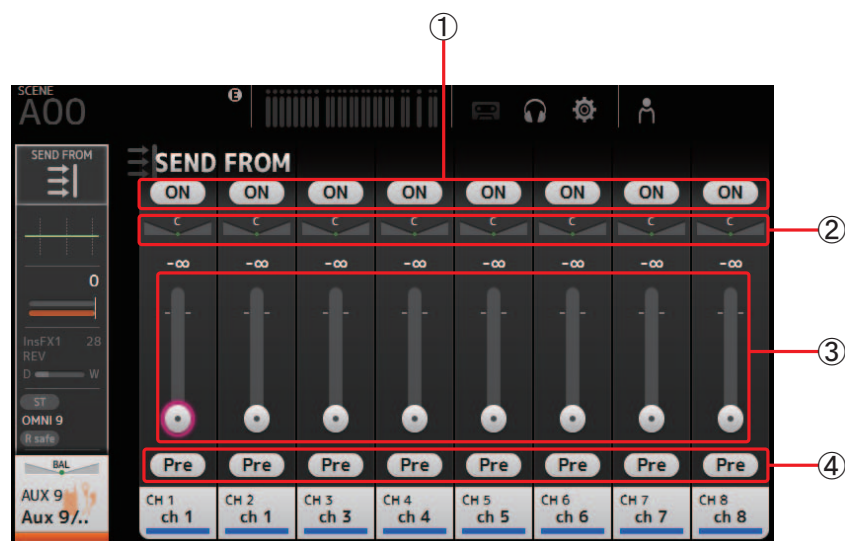 ①
SCENE
A00
E
SEND FROM
SEND FROM
ON ON ON ON ON ON ON ON
C C C C C C C C
②
-∞ -∞ -∞ -∞ -∞ -∞ -∞ -∞
0
③
InsFX1 28
REV
D W
ST
OMNI 9
R safe
Pre Pre Pre Pre Pre Pre Pre Pre
④
BAL
AUX 9
Aux 9/..
CH 1 CH 2 CH 3 CH 4 CH 5 CH 6 CH 7 CH 8
ch 1 ch 1 ch 3 ch 4 ch 5 ch 6 ch 7 ch 8